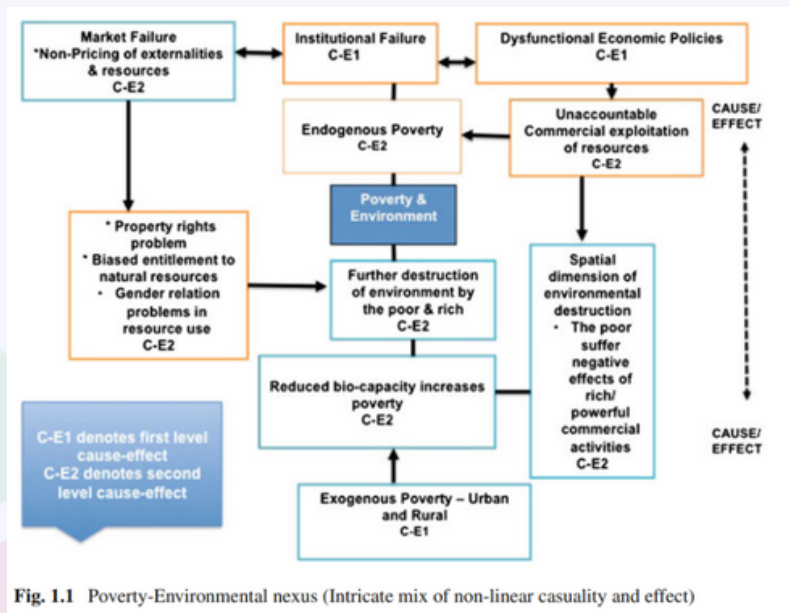 Market Failure
*Non-Pricing of externalities
& resources
C-E2
Institutional Failure
C-E1
Dysfunctional Economic Policies
C-E1
Endogenous Poverty
C-E2
Unaccountable
Commercial exploitation
of resources
C-E2
CAUSE/
EFFECT
Poverty &
Environment
* Property rights
problem
* Biased entitlement to
natural resources
• Gender relation
problems in
resource use
C-E2
Further destruction
of environment by
the poor & rich
C-E2
Spatial
dimension of
environmental
destruction
• The poor
suffer
negative
effects of
rich/
powerful
commercial
activities
C-E2
Reduced bio-capacity increases
poverty
C-E2
CAUSE/
EFFECT
C-E1 denotes first level
cause-effect
C-E2 denotes second
level cause-effect
Exogenous Poverty – Urban
and Rural
C-E1
Fig. 1.1 Poverty-Environmental nexus (Intricate mix of non-linear casuality and effect)